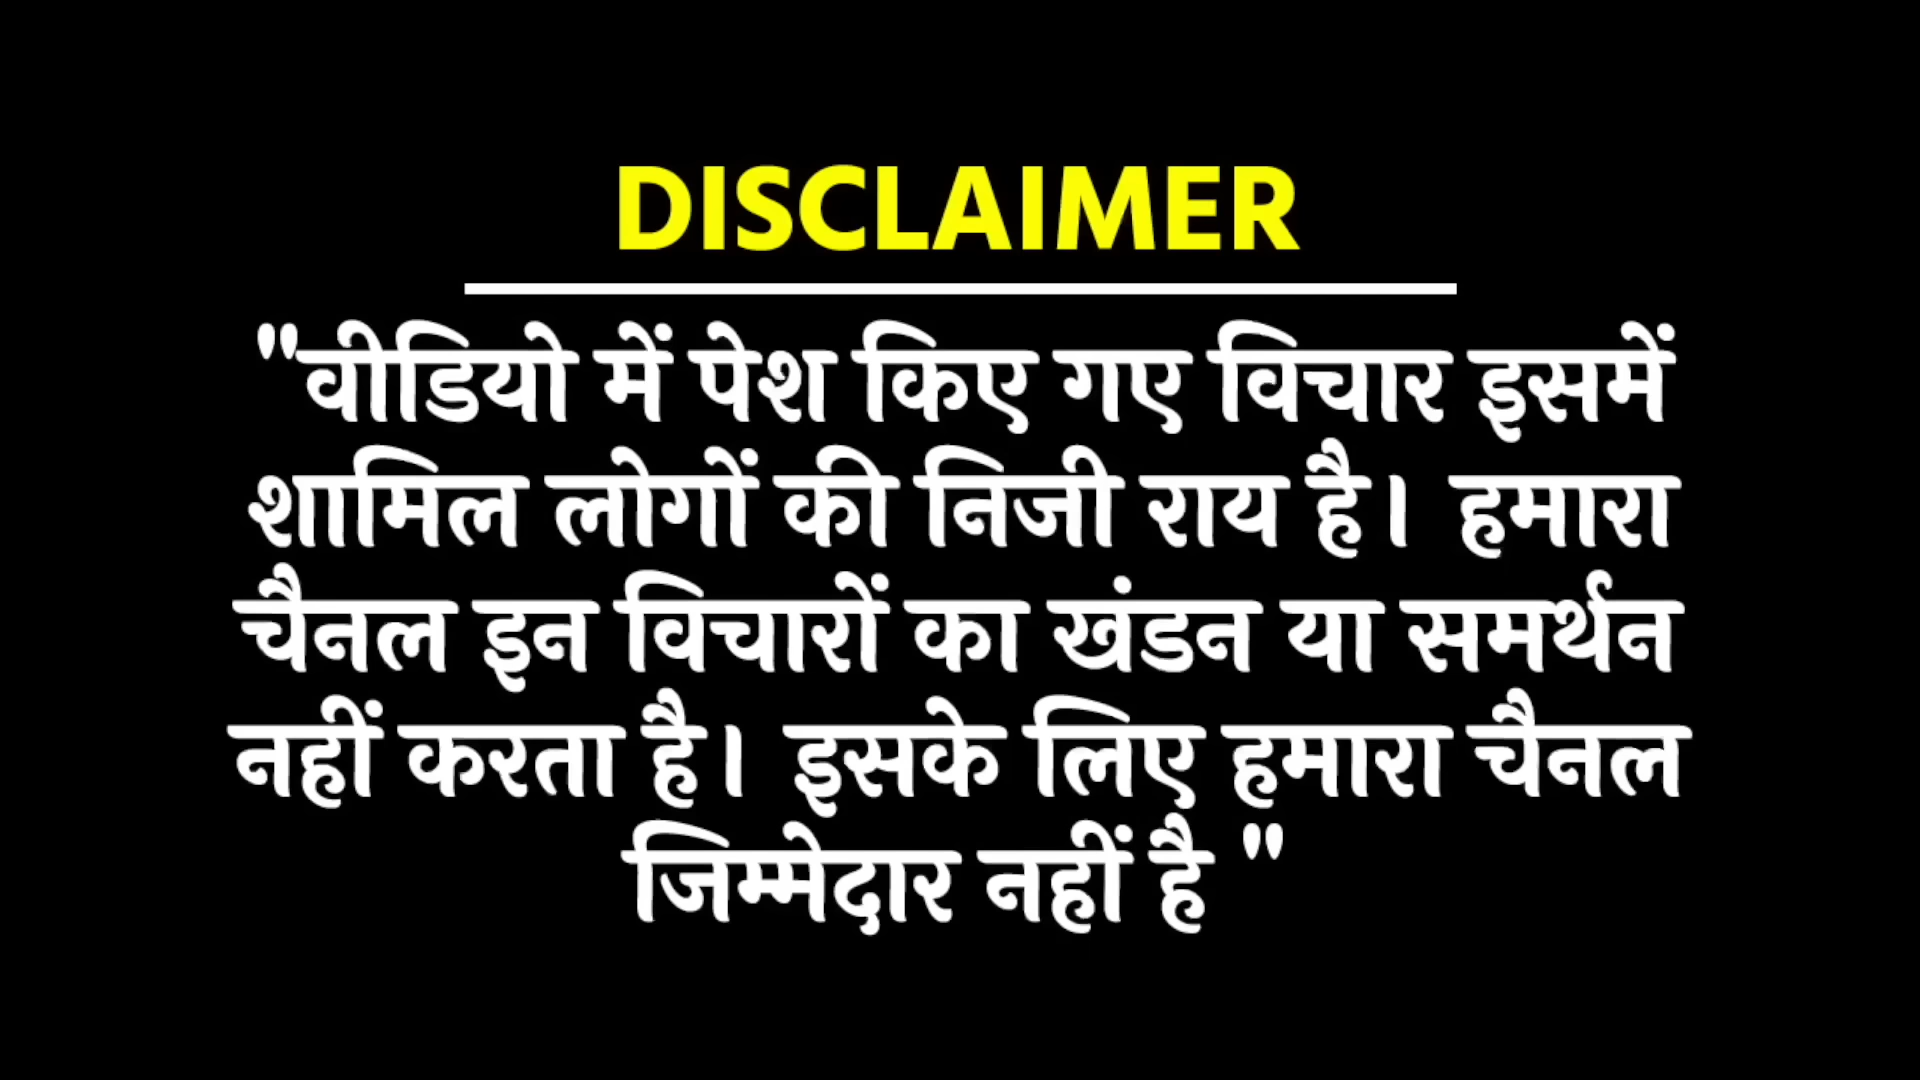 DISCLAIMER
"वीडियो में पेश किए गए विचार इसमें
शामिल लोगों की निजी राय है। हमारा
चैनल इन विचारों का खंडन या समर्थन
नहीं करता है। इसके लिए हमारा चैनल
जिम्मेदार नहीं है "